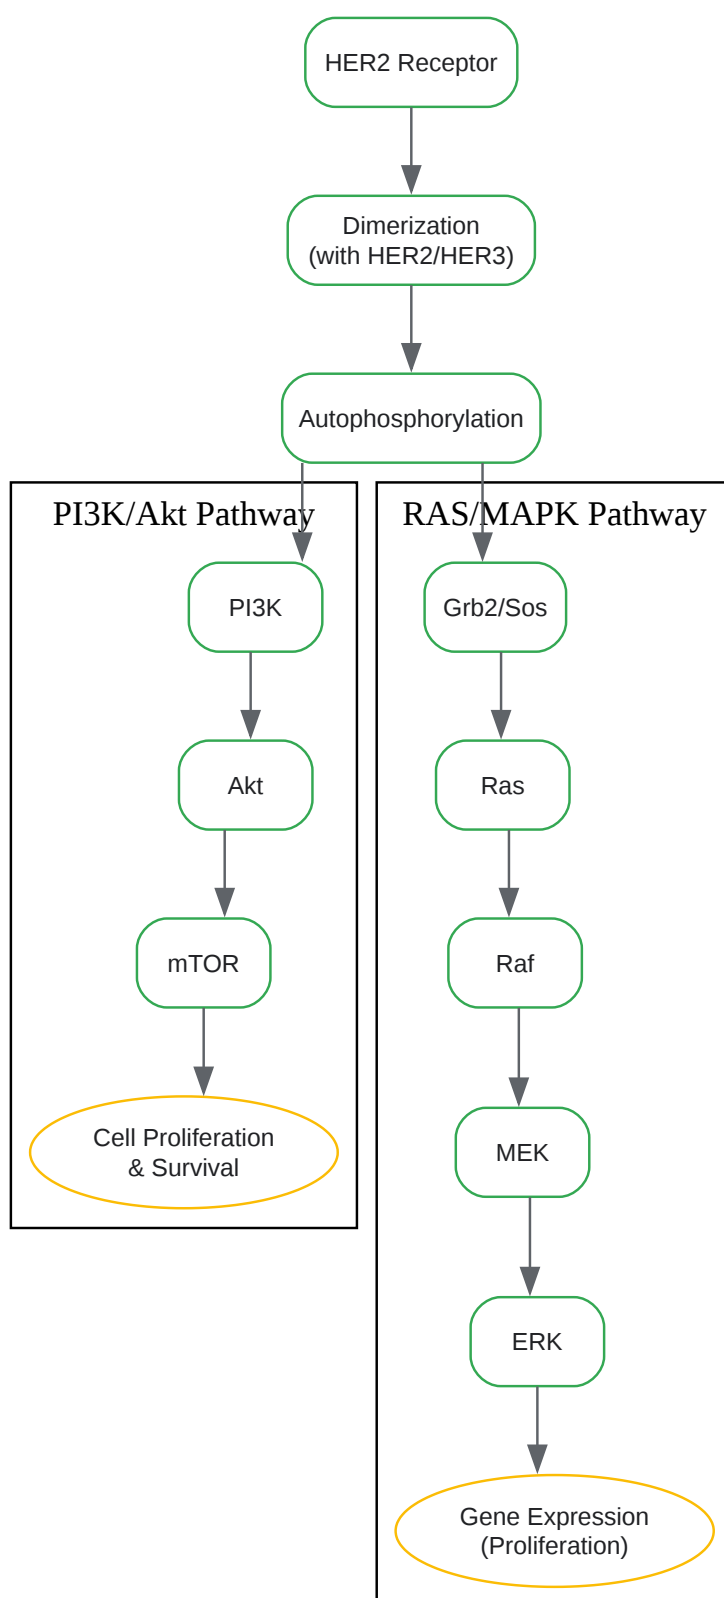 HER2 Receptor
Dimerization
(with HER2/HER3)
Autophosphorylation
PI3K/Akt Pathway
PI3K
Akt
mTOR
Cell Proliferation
& Survival
RAS/MAPK Pathway
Grb2/Sos
Ras
Raf
MEK
ERK
Gene Expression
(Proliferation)